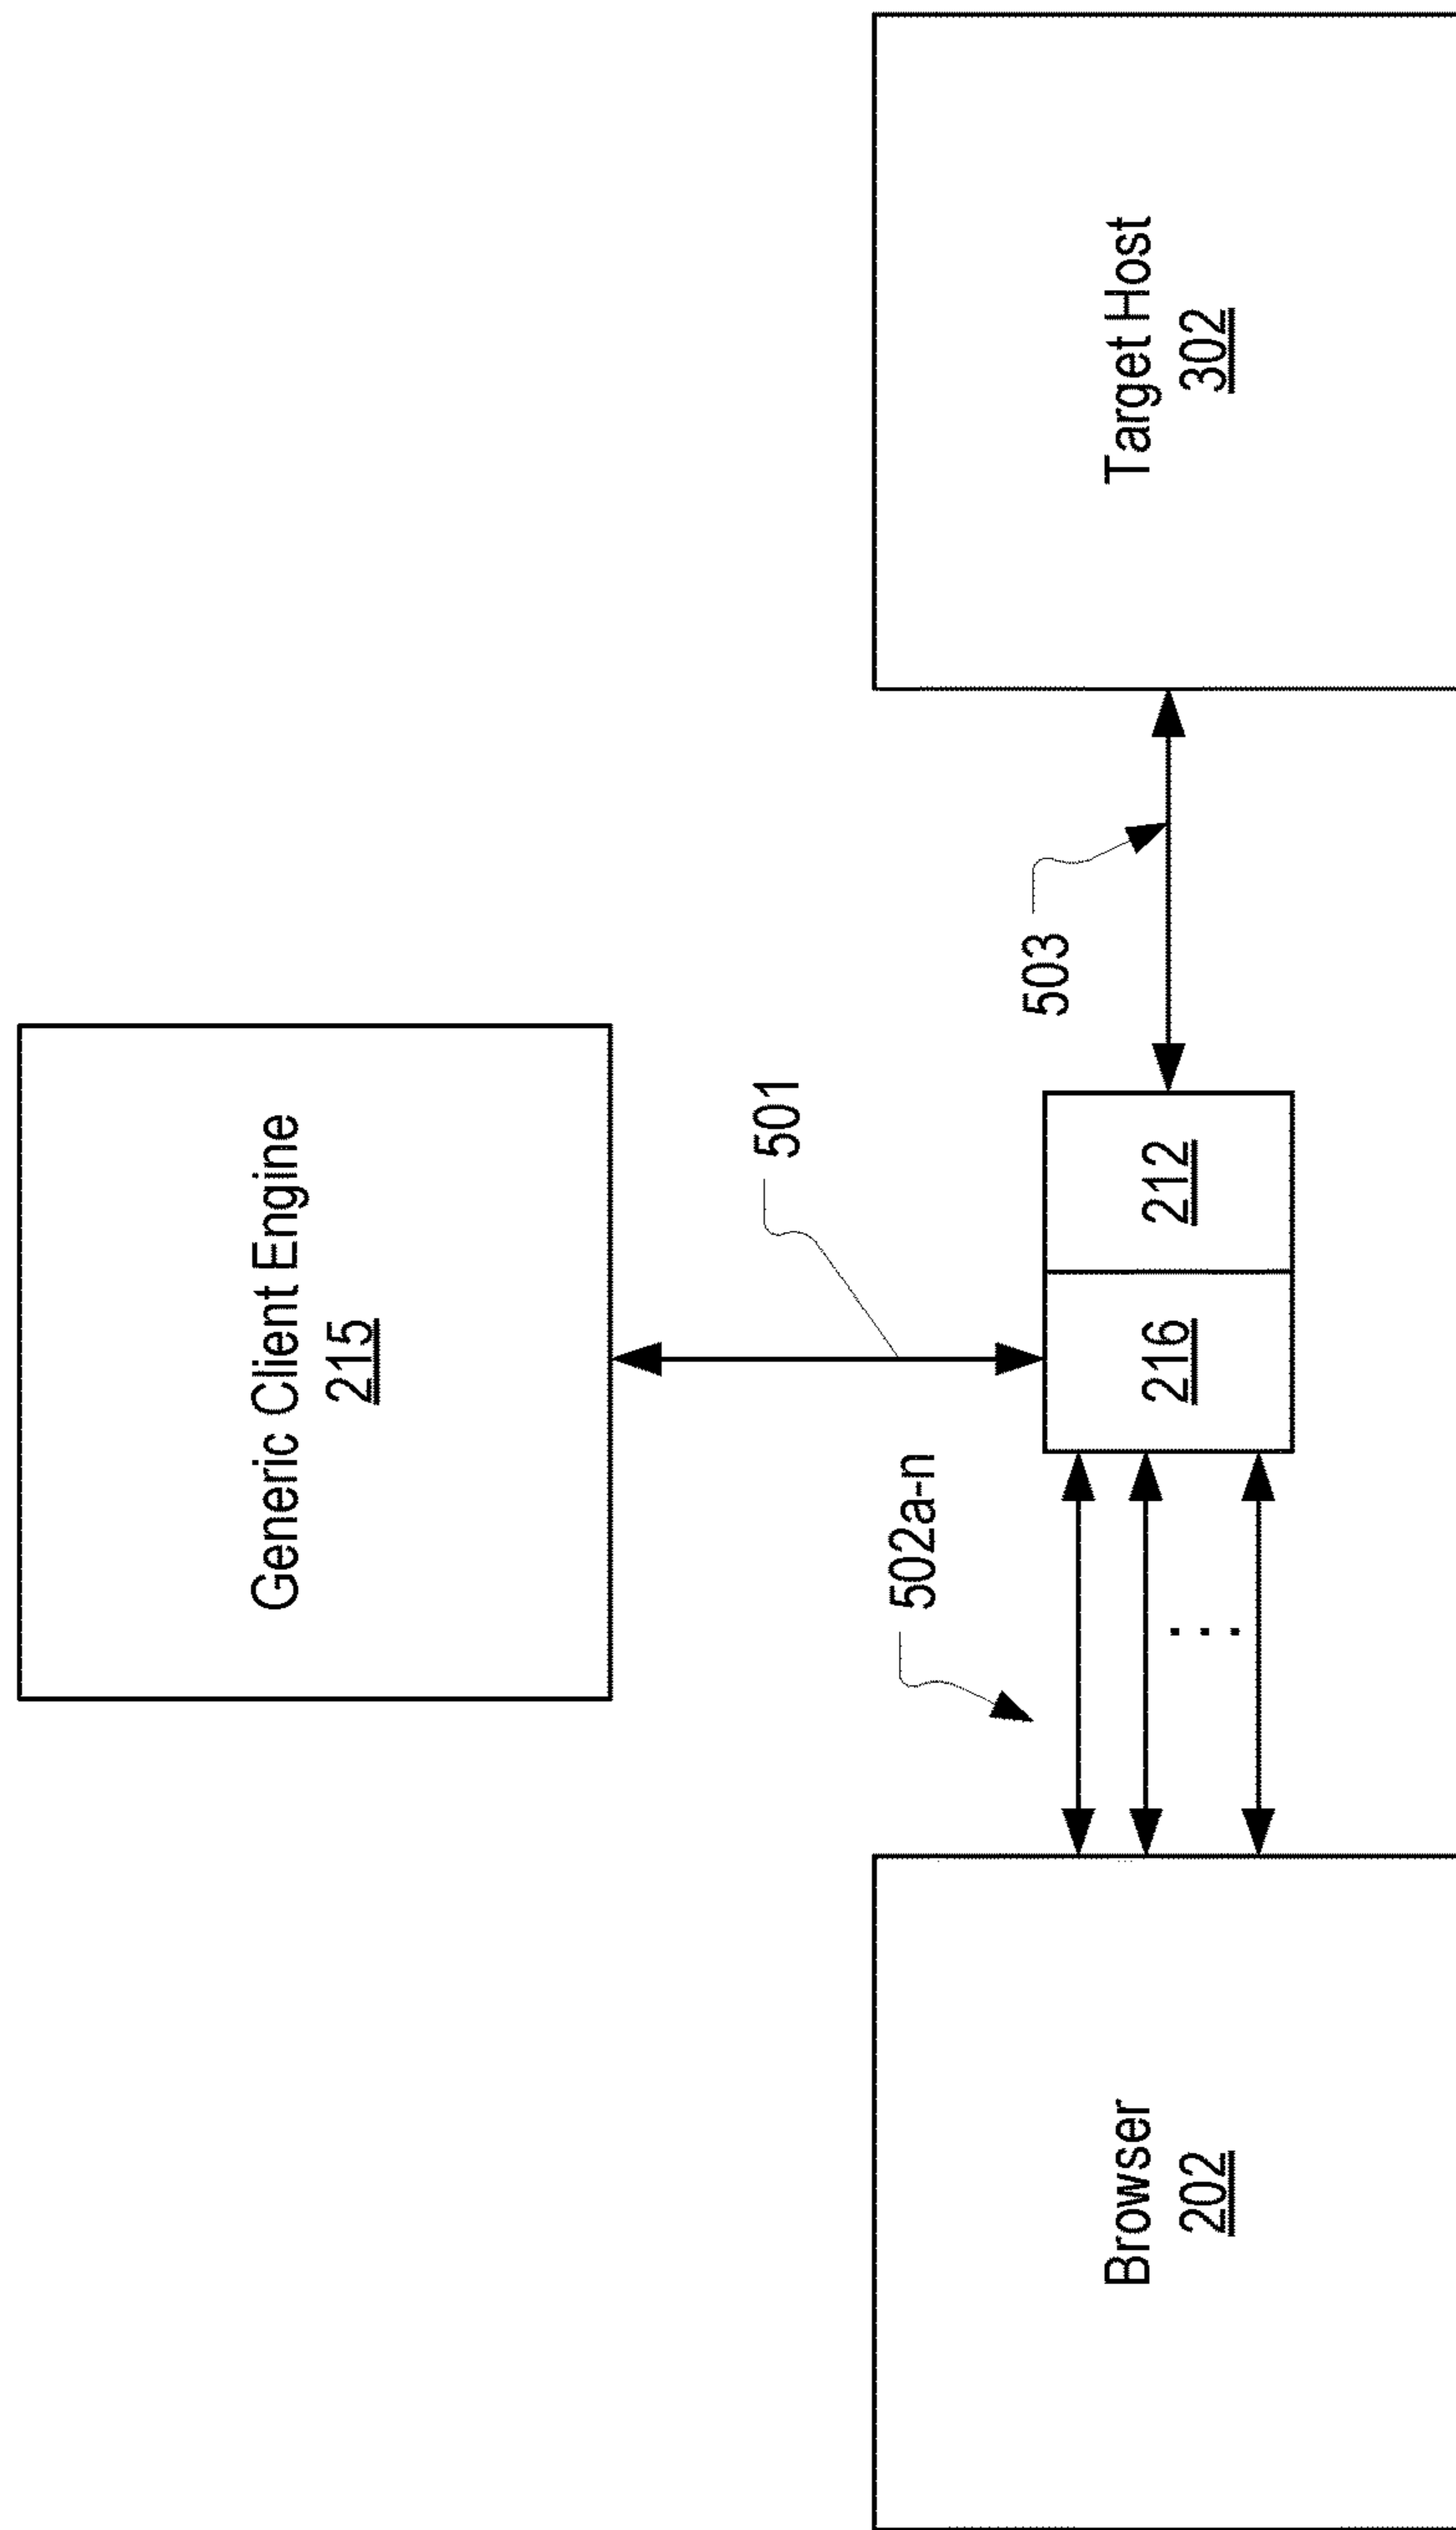 Generic Client Engine
215
501
502a-n
503
216
212
Browser
202
Target Host
302